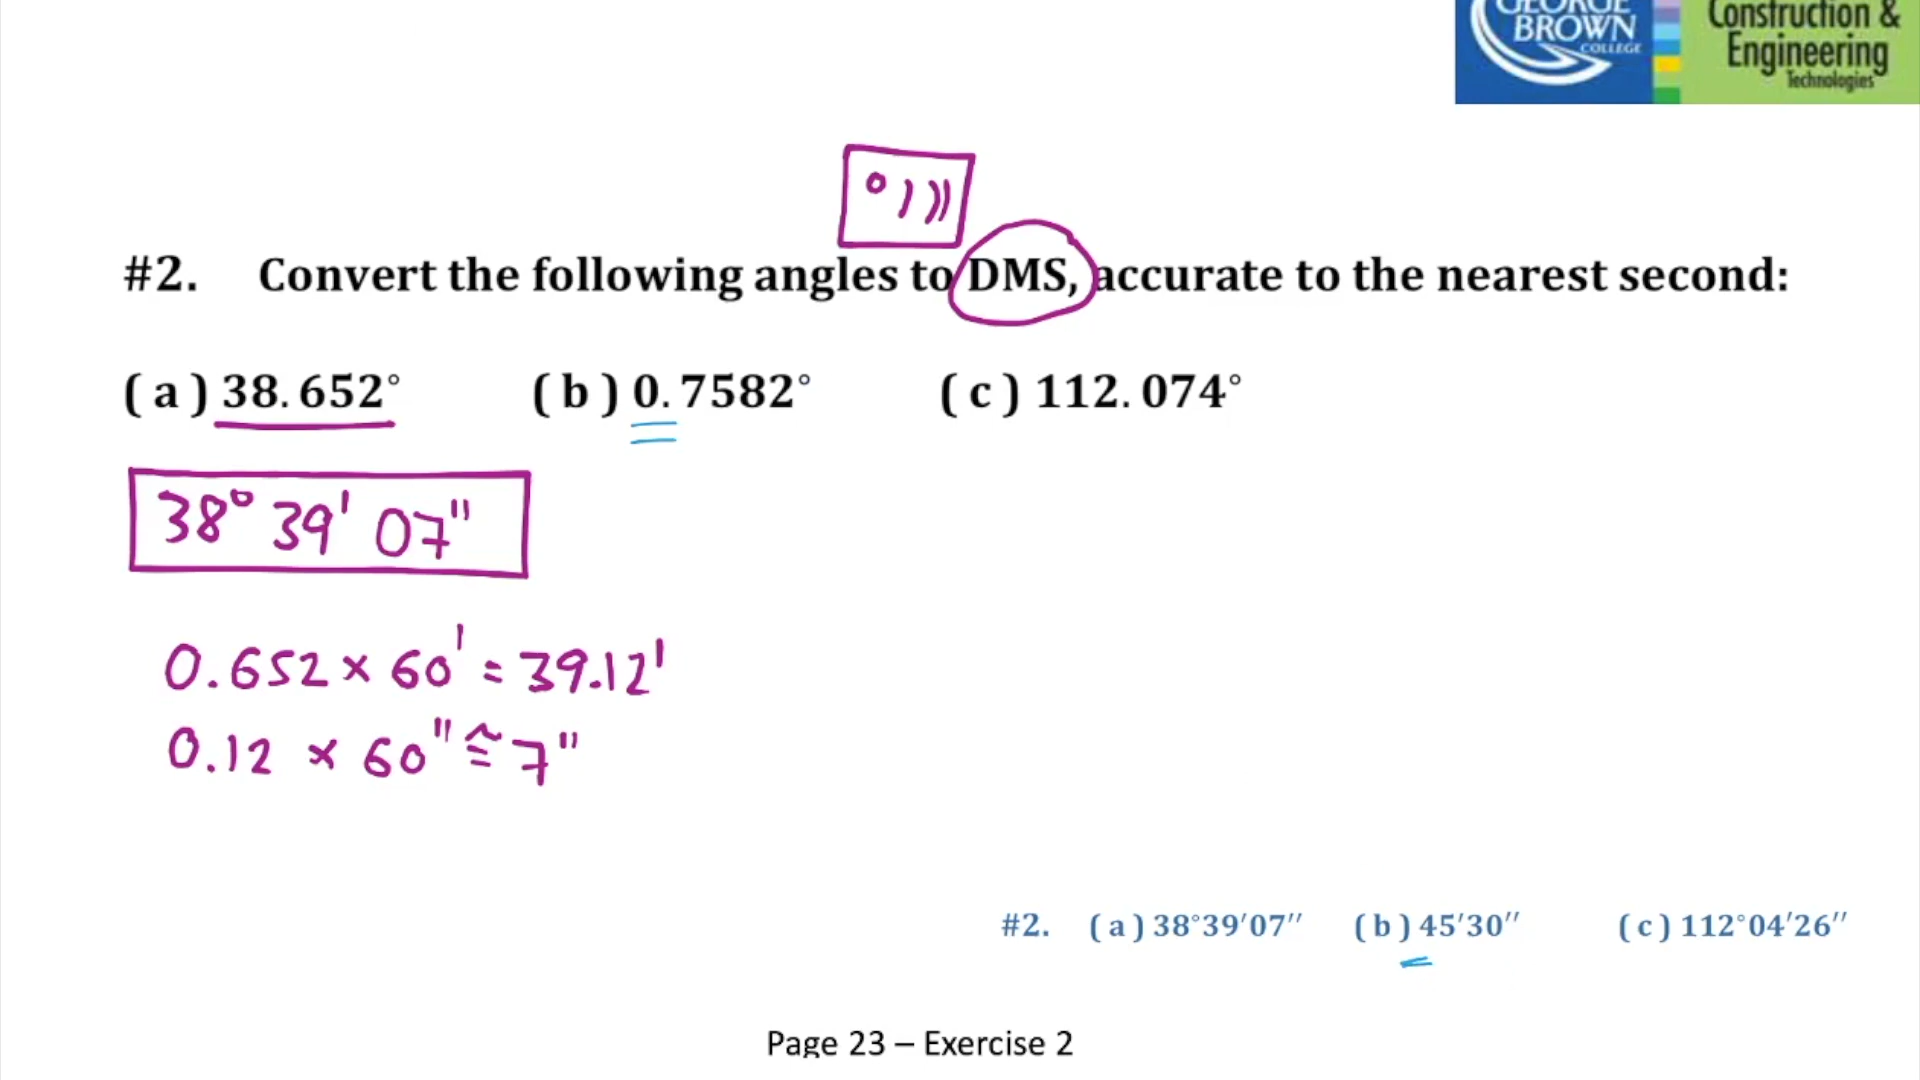 GEORGE
BROWN
COLLEGE
Construction &
Engineering
Technologies
° ' "
#2. Convert the following angles to DMS, accurate to the nearest second:
(a) 38.652° (b) 0.7582° (c) 112.074°
38° 39' 07"
0.652 × 60' = 39.12'
0.12 × 60" ≅ 7"
#2. (a) 38°39′07″ (b) 45′30″ (c) 112°04′26″
Page 23 – Exercise 2